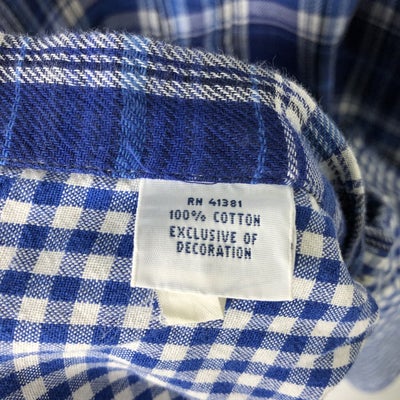 RN 41381
100% COTTON
EXCLUSIVE OF
DECORATION